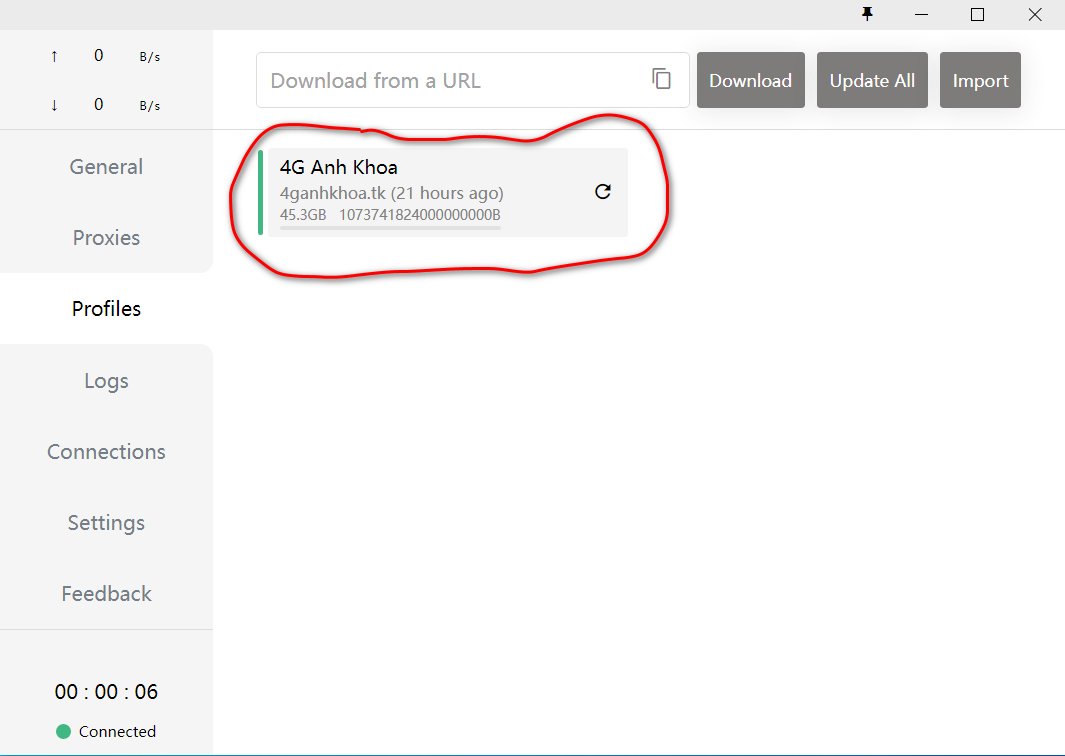 ↑ 0 B/s
↓ 0 B/s
General
Proxies
Profiles
Logs
Connections
Settings
Feedback
00 : 00 : 06
Connected
Download from a URL
Download
Update All
Import
4G Anh Khoa
4ganhkhoa.tk (21 hours ago)
45.3GB 1073741824000000000B